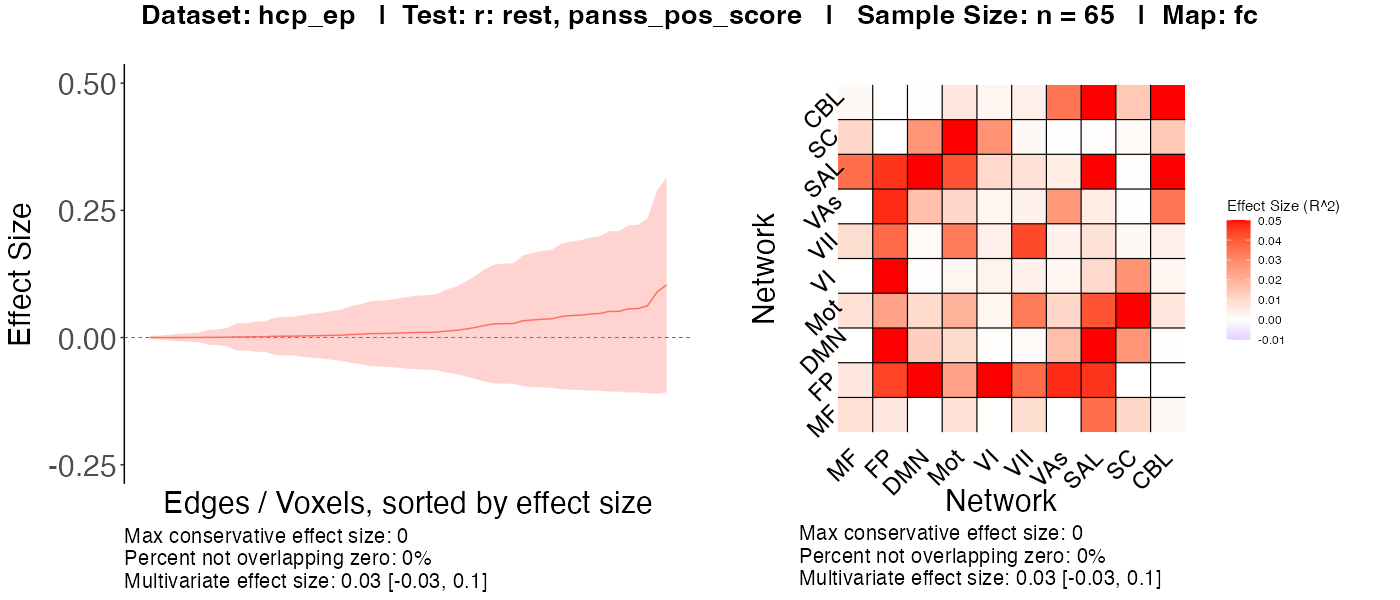 Dataset: hcp_ep | Test: r: rest, panss_pos_score | Sample Size: n = 65 | Map: fc
Effect Size
0.50
0.25
0.00
-0.25
Edges / Voxels, sorted by effect size
Max conservative effect size: 0
Percent not overlapping zero: 0%
Multivariate effect size: 0.03 [-0.03, 0.1]
Network
CBL
SC
SAL
VAs
VII
VI
Mot
DMN
FP
MF
MF FP DMN Mot VI VII VAs SAL SC CBL
Network
Max conservative effect size: 0
Percent not overlapping zero: 0%
Multivariate effect size: 0.03 [-0.03, 0.1]
Effect Size (R^2)
0.05
0.04
0.03
0.02
0.01
0.00
-0.01